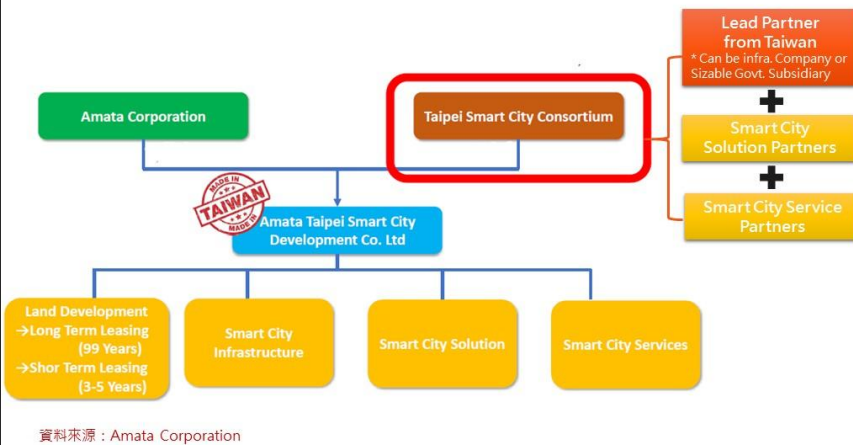 Lead Partner
from Taiwan
* Can be infra. Company or
Sizable Govt. Subsidiary
Amata Corporation
Taipei Smart City Consortium
Smart City
Solution Partners
Smart City Service
Partners
MADE IN
TAIWAN
MADE IN
Amata Taipei Smart City
Development Co. Ltd
Land Development
→Long Term Leasing
(99 Years)
→Shor Term Leasing
(3-5 Years)
Smart City
Infrastructure
Smart City Solution
Smart City Services
資料來源：Amata Corporation